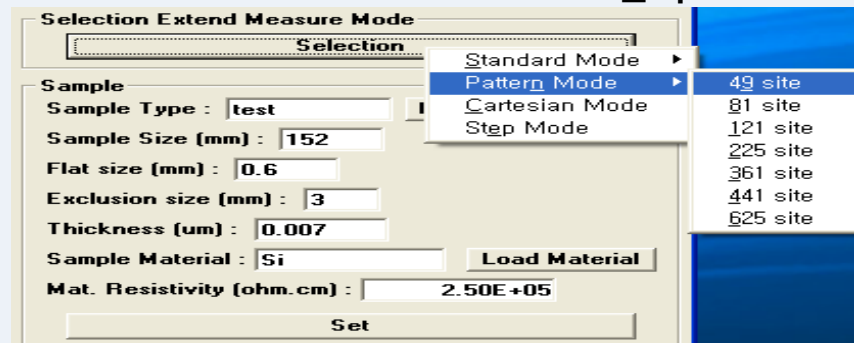 Selection Extend Measure Mode
Selection
Standard Mode
Pattern Mode
Cartesian Mode
Step Mode
49 site
81 site
121 site
225 site
361 site
441 site
625 site
Sample
Sample Type : test
Sample Size (mm) : 152
Flat size (mm) : 0.6
Exclusion size (mm) : 3
Thickness (um) : 0.007
Sample Material : Si Load Material
Mat. Resistivity (ohm.cm) : 2.50E+05
Set